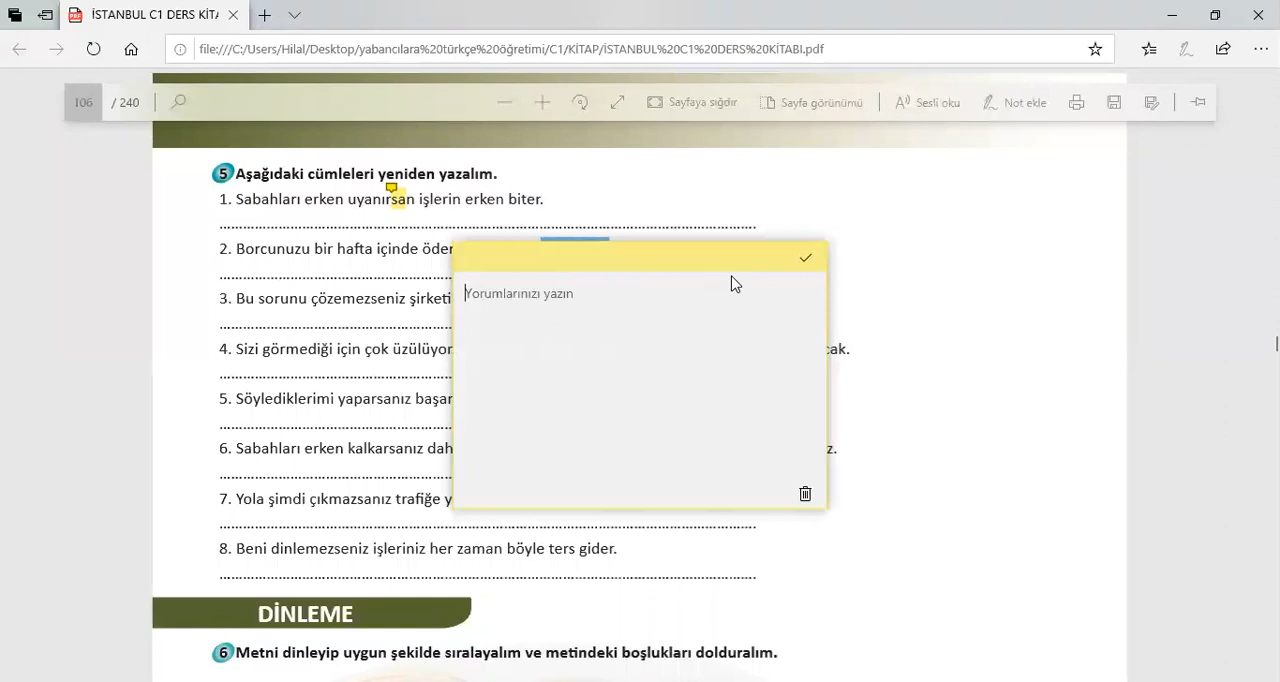 İSTANBUL C1 DERS KİTA
file:///C:/Users/Hilal/Desktop/yabancılara%20türkçe%20öğretimi/C1/KİTAP/İSTANBUL%20C1%20DERS%20KİTABI.pdf
106 / 240 Sayfaya sığdır Sayfa görünümü Sesli oku Not ekle
5 Aşağıdaki cümleleri yeniden yazalım.
1. Sabahları erken uyanırsan işlerin erken biter.
2. Borcunuzu bir hafta içinde öder
Yorumlarınızı yazın
3. Bu sorunu çözemezseniz şirketi
4. Sizi görmediği için çok üzülüyor cak.
5. Söylediklerimi yaparsanız başar
6. Sabahları erken kalkarsanız dah z.
7. Yola şimdi çıkmazsanız trafiğe y
8. Beni dinlemezseniz işleriniz her zaman böyle ters gider.
DİNLEME
6 Metni dinleyip uygun şekilde sıralayalım ve metindeki boşlukları dolduralım.